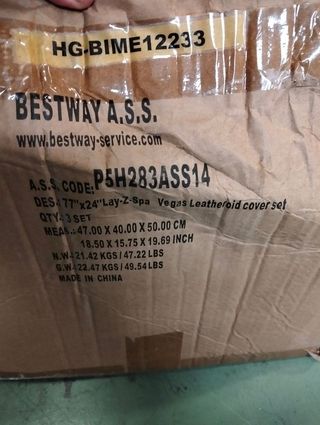 HG-BIME12233
BESTWAY A.S.S.
www.bestway-service.com
A.S.S. CODE: P5H283ASS14
DES.: 77"x24" Lay-Z-Spa Vegas Leatheroid cover set
QTY.: 3 SET
MEAS.: 47.00 X 40.00 X 50.00 CM
18.50 X 15.75 X 19.69 INCH
N.W.: 21.42 KGS / 47.22 LBS
G.W.: 22.47 KGS / 49.54 LBS
MADE IN CHINA